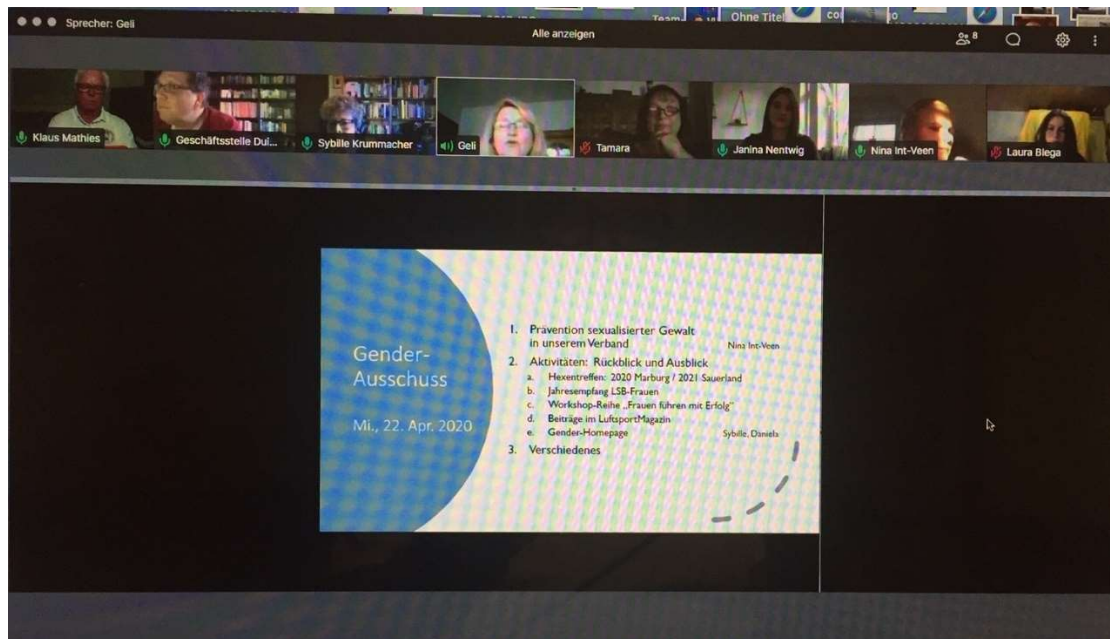 Team
Ohne Titel
Sprecher: Geli
Alle anzeigen
8
Klaus Mathies
Geschäftsstelle Dui...
Sybille Krummacher
Geli
Tamara
Janina Nentwig
Nina Int-Veen
Laura Blega
Gender-
Ausschuss
Mi., 22. Apr. 2020
1. Prävention sexualisierter Gewalt
in unserem Verband Nina Int-Veen
2. Aktivitäten: Rückblick und Ausblick
a. Hexentreffen: 2020 Marburg / 2021 Sauerland
b. Jahresempfang LSB-Frauen
c. Workshop-Reihe „Frauen führen mit Erfolg"
d. Beiträge im LuftsportMagazin
e. Gender-Homepage Sybille, Daniela
3. Verschiedenes